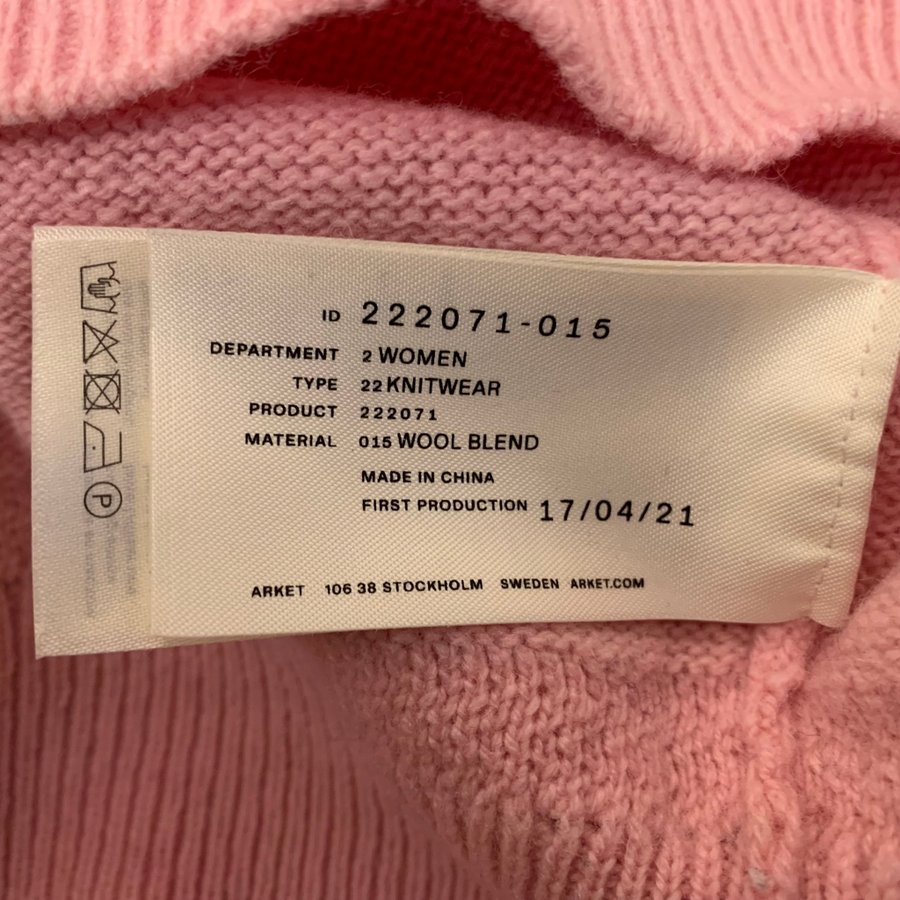 ID 222071-015
DEPARTMENT 2 WOMEN
TYPE 22 KNITWEAR
PRODUCT 222071
MATERIAL 015 WOOL BLEND
MADE IN CHINA
FIRST PRODUCTION 17/04/21
ARKET 106 38 STOCKHOLM SWEDEN ARKET.COM
P